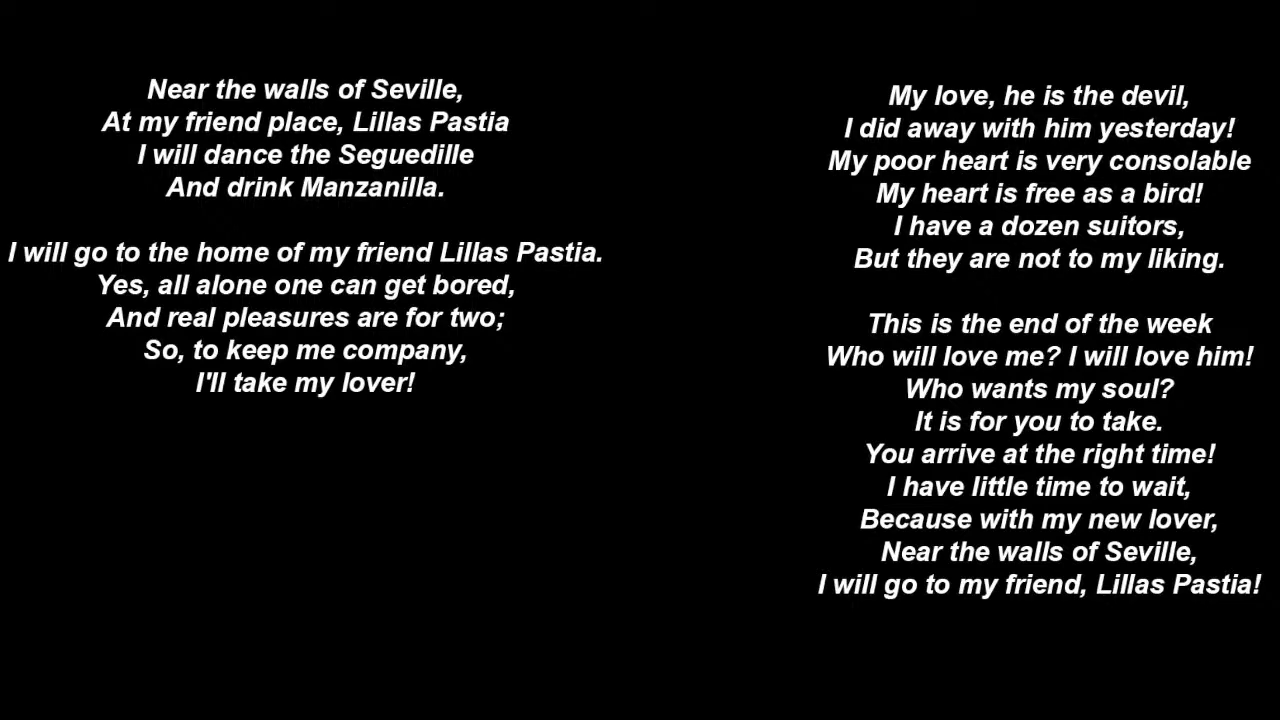 Near the walls of Seville,
At my friend place, Lillas Pastia
I will dance the Seguedille
And drink Manzanilla.
I will go to the home of my friend Lillas Pastia.
Yes, all alone one can get bored,
And real pleasures are for two;
So, to keep me company,
I'll take my lover!
My love, he is the devil,
I did away with him yesterday!
My poor heart is very consolable
My heart is free as a bird!
I have a dozen suitors,
But they are not to my liking.
This is the end of the week
Who will love me? I will love him!
Who wants my soul?
It is for you to take.
You arrive at the right time!
I have little time to wait,
Because with my new lover,
Near the walls of Seville,
I will go to my friend, Lillas Pastia!